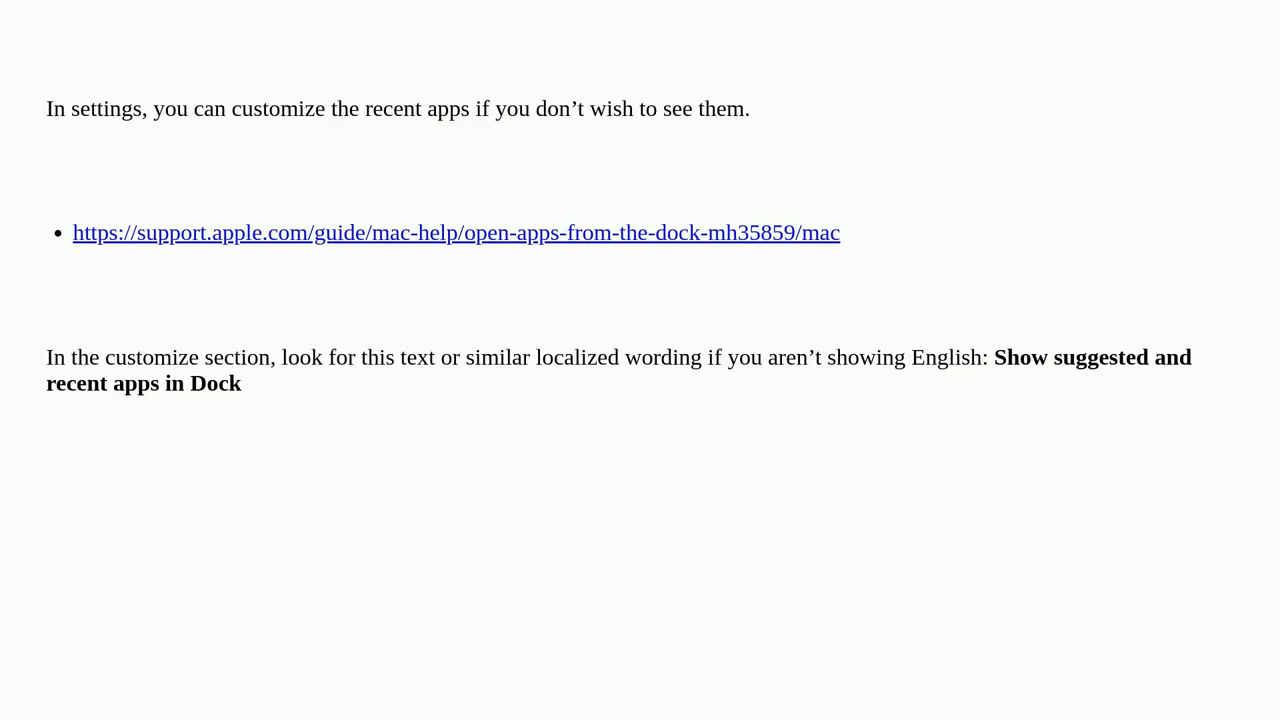 In settings, you can customize the recent apps if you don’t wish to see them.
https://support.apple.com/guide/mac-help/open-apps-from-the-dock-mh35859/mac
In the customize section, look for this text or similar localized wording if you aren’t showing English: Show suggested and
recent apps in Dock